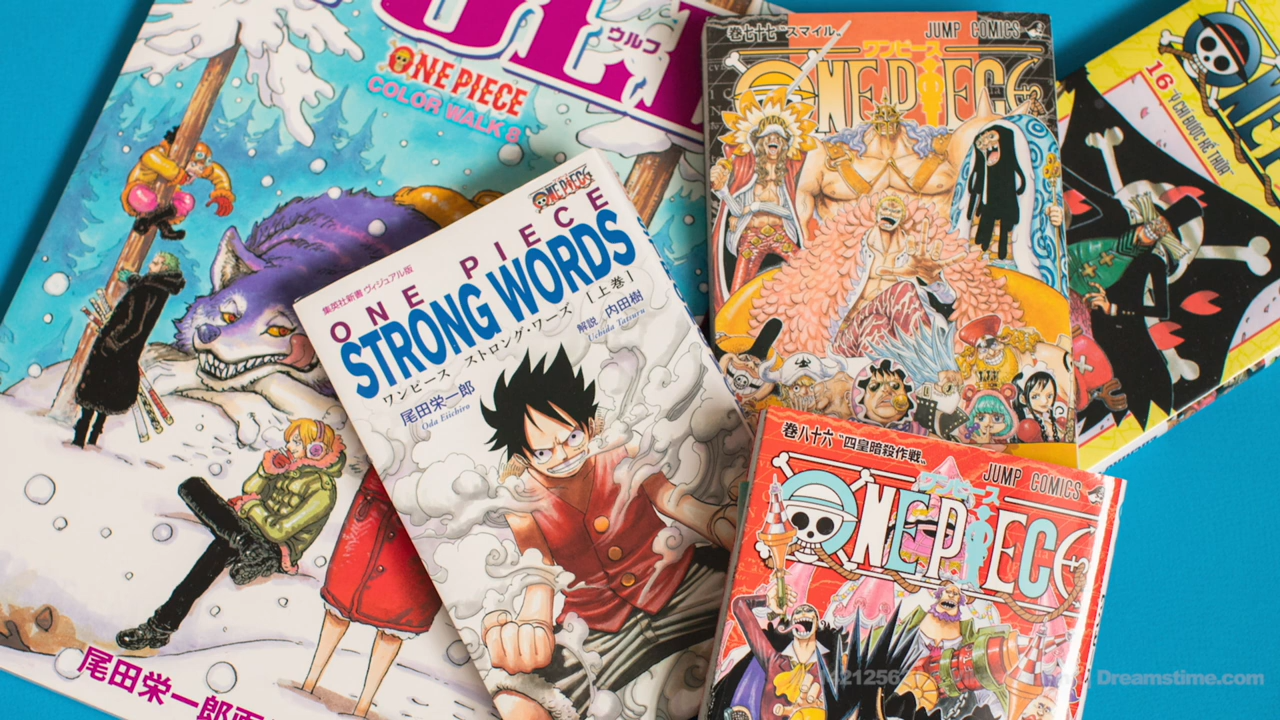 ウルフ
ONE PIECE
COLOR WALK 8
尾田栄一郎画
ONE PIECE
集英社新書 ヴィジュアル版
ONE PIECE
STRONG WORDS
ワンピース ストロング・ワーズ [上巻]
尾田栄一郎
Oda Eiichiro
解説 内田樹
Uchida Tatsuru
巻七十七 "スマイル"
JUMP COMICS
ワンピース
ONE PIECE
16
巻八十六 "四皇暗殺作戦"
JUMP COMICS
ワンピース
ONE PIECE
Dreamstime.com